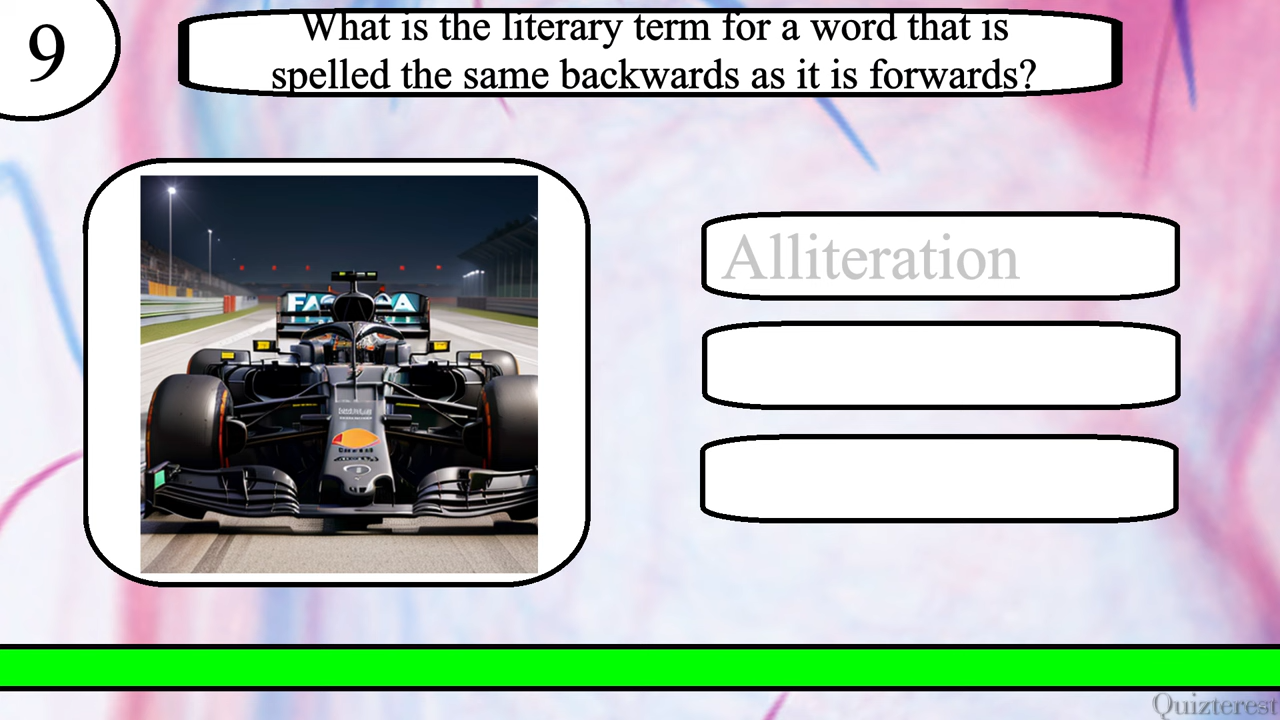 9
What is the literary term for a word that is
spelled the same backwards as it is forwards?
Alliteration
Quizterest